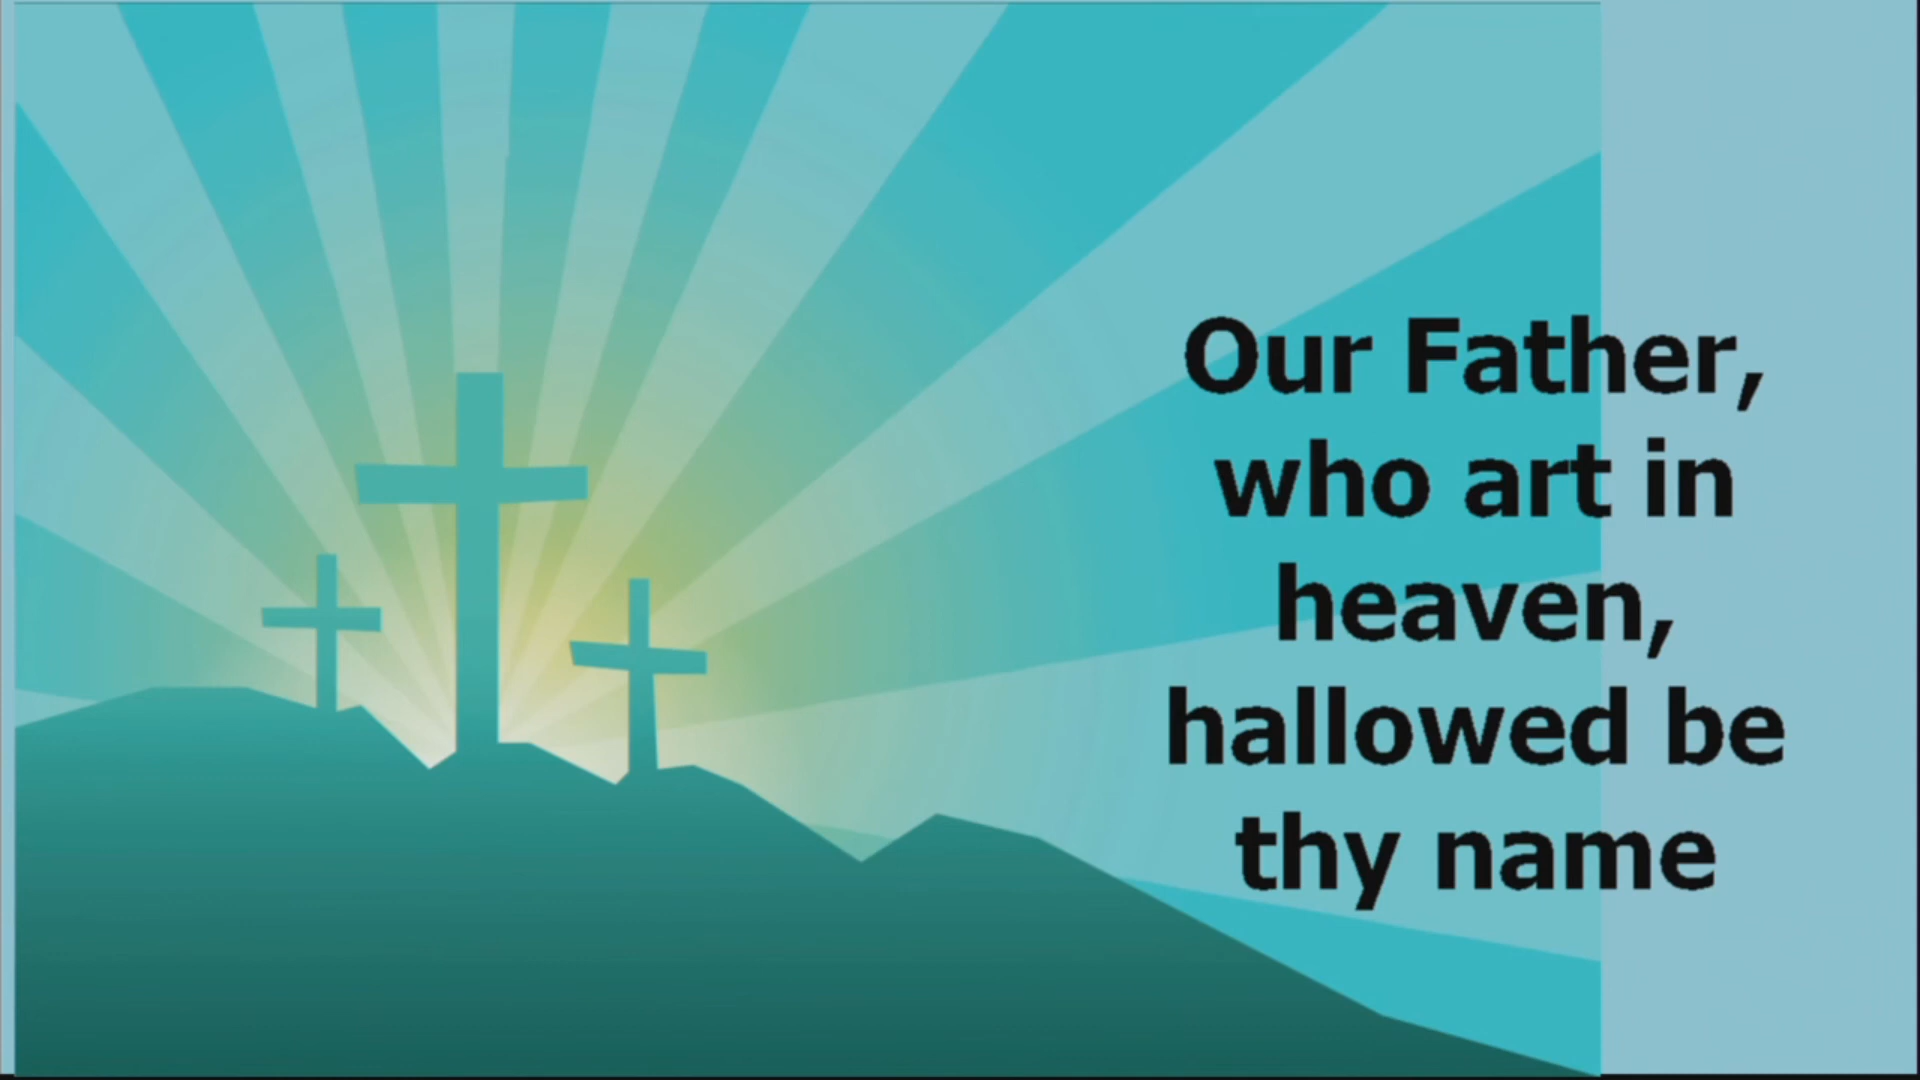 Our Father,
who art in
heaven,
hallowed be
thy name